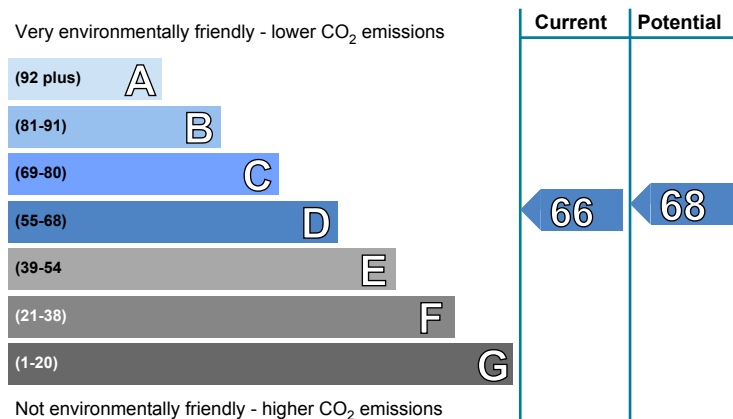 Very environmentally friendly - lower CO2 emissions
Current Potential
(92 plus) A
(81-91) B
(69-80) C
(55-68) D
66 68
(39-54 E
(21-38) F
(1-20) G
Not environmentally friendly - higher CO2 emissions